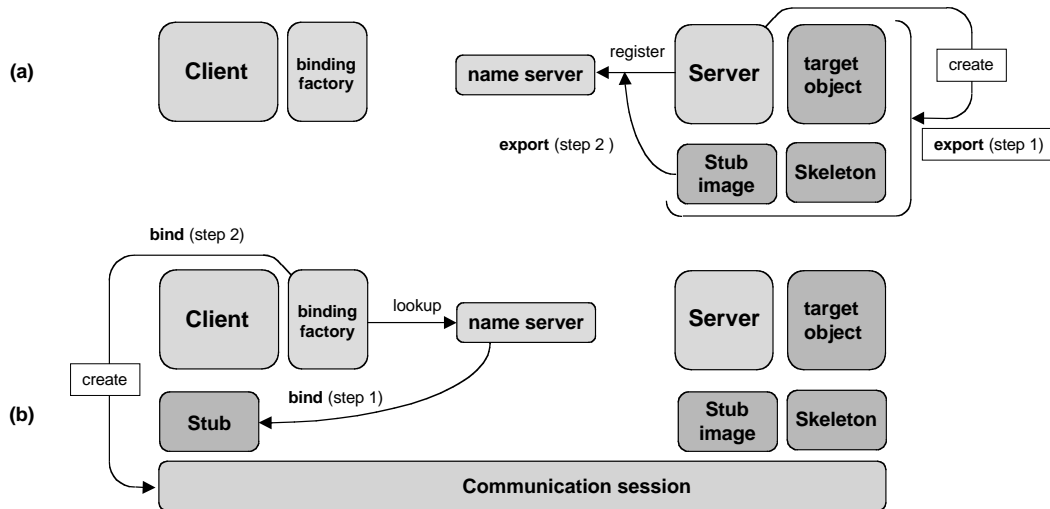 (a)
Client
binding
factory
name server
register
Server
target
object
create
export (step 2 )
export (step 1)
Stub
image
Skeleton
bind (step 2)
Client
binding
factory
lookup
name server
Server
target
object
create
bind (step 1)
(b)
Stub
Stub
image
Skeleton
Communication session